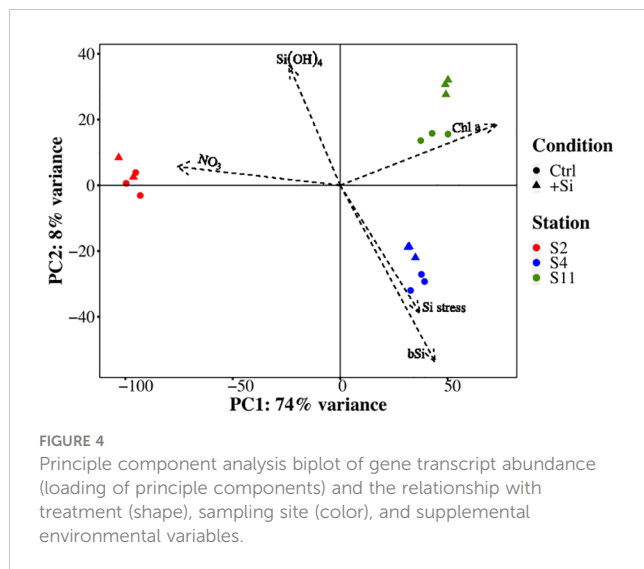 40
20
0
−20
−40
PC2: 8% variance
Si(OH)₄
Chl a
NO₃
Si stress
bSi
−100
−50
0
50
PC1: 74% variance
Condition
Ctrl
+Si
Station
S2
S4
S11
FIGURE 4
Principle component analysis biplot of gene transcript abundance
(loading of principle components) and the relationship with
treatment (shape), sampling site (color), and supplemental
environmental variables.